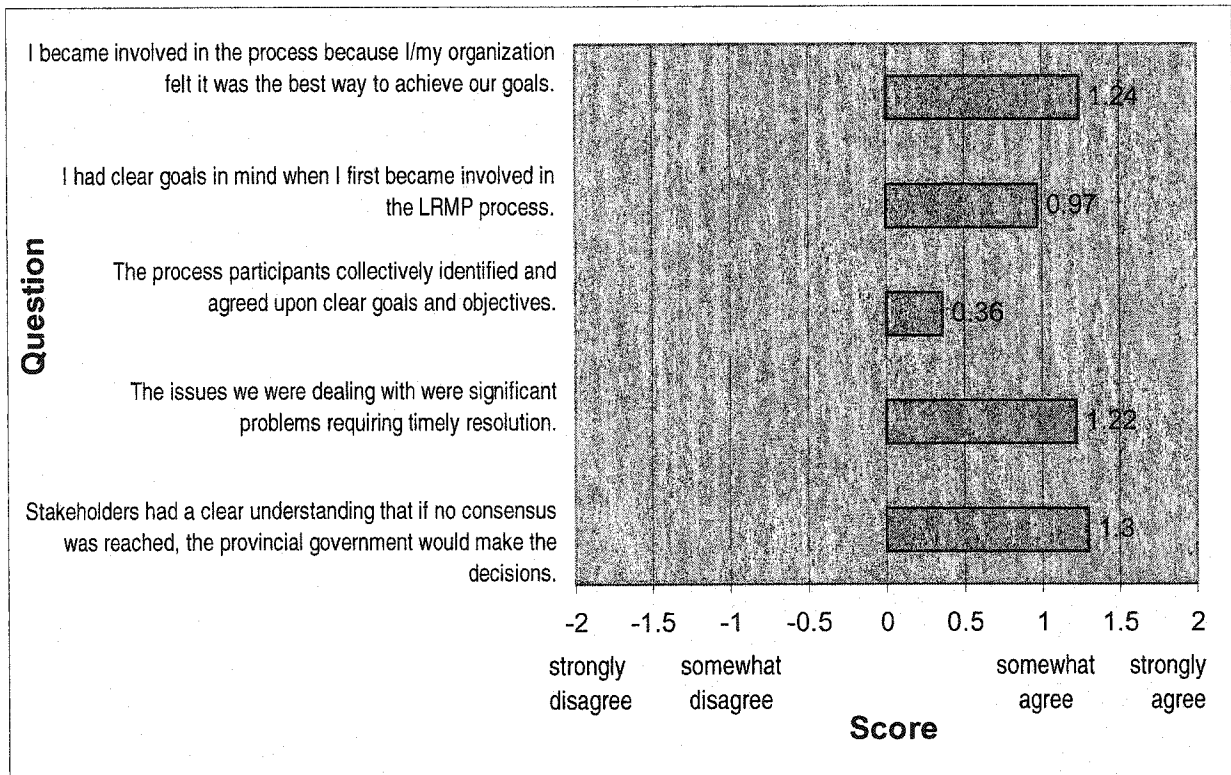 I became involved in the process because I/my organization
felt it was the best way to achieve our goals.
1.24
I had clear goals in mind when I first became involved in
the LRMP process.
0.97
The process participants collectively identified and
agreed upon clear goals and objectives.
0.36
The issues we were dealing with were significant
problems requiring timely resolution.
1.22
Stakeholders had a clear understanding that if no consensus
was reached, the provincial government would make the
decisions.
1.3
Question
-2 -1.5 -1 -0.5 0 0.5 1 1.5 2
strongly somewhat somewhat strongly
disagree disagree agree agree
Score